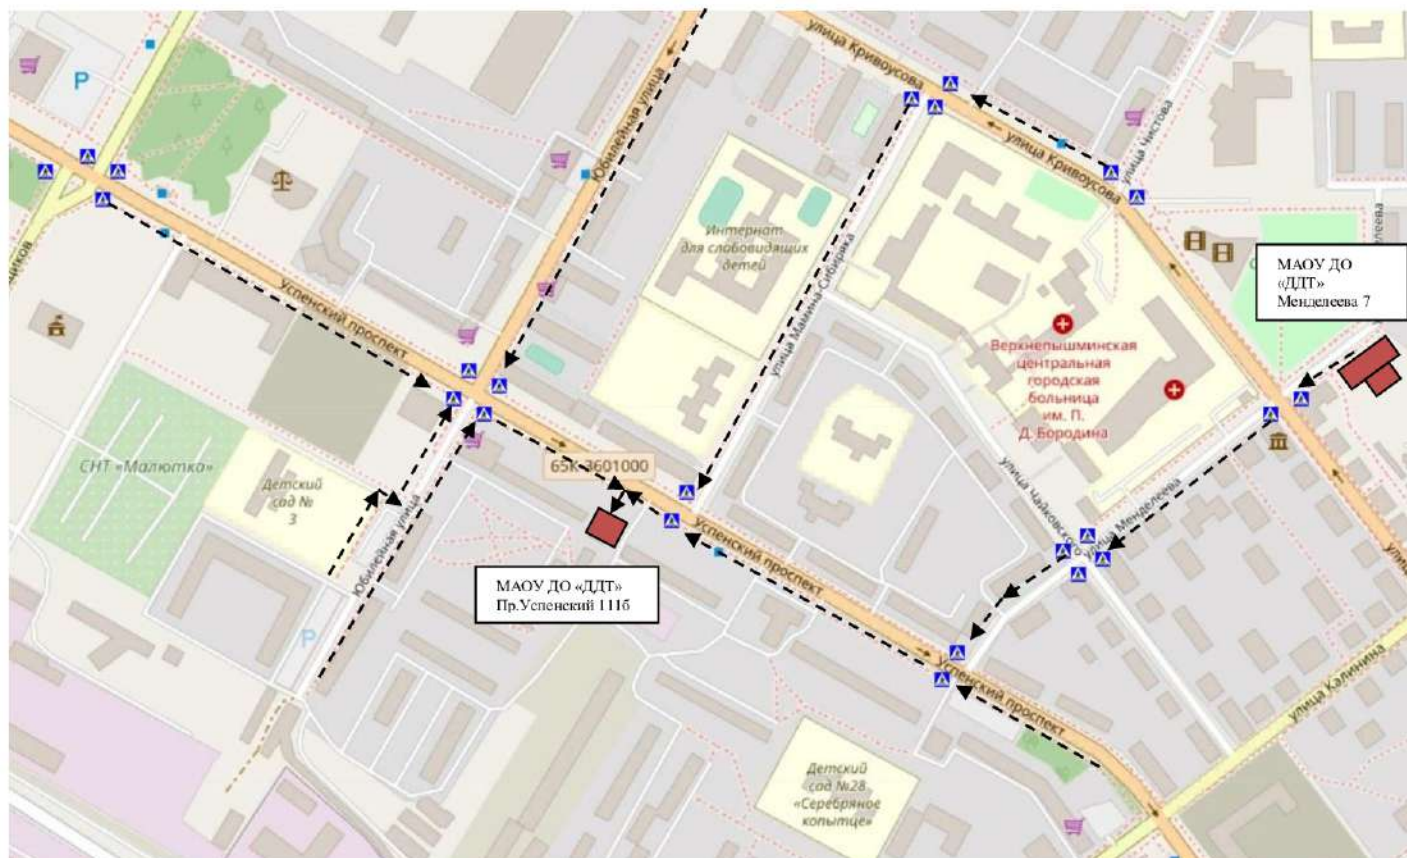 улица Кривоусова
Юбилейная улица
P
улица Кривоусова
улица Чистова
Интернат
для слабовидящих
детей
улица Мамина-Сибиряка
МАОУ ДО
«ДДТ»
Менделеева 7
Успенский проспект
Верхнепышминская
центральная
городская
больница
им. П.
Д. Бородина
СНТ «Малютка»
Детский
сад №
3
65К-3601000
улица Чайковского
улица Менделеева
Юбилейная улица
Успенский проспект
МАОУ ДО «ДДТ»
Пр.Успенский 111б
P
Успенский проспект
улица Калинина
Детский
сад №28
«Серебряное
копытце»